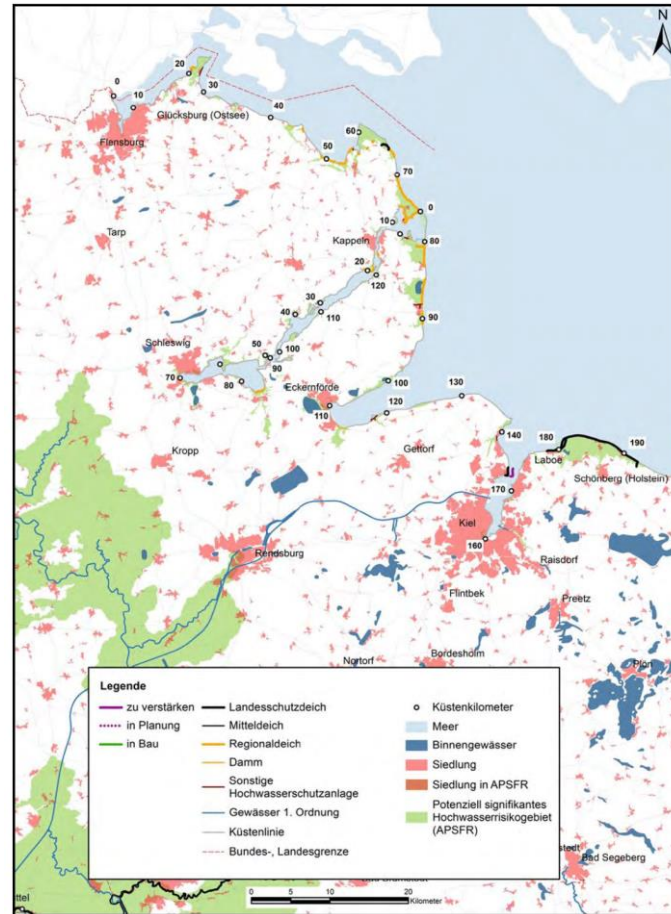 N
0
20
10
30
Glücksburg (Ostsee)
40
Flensburg
60
50
70
0
10
Tarp
Kappeln
80
20
120
30
40
110
90
Schleswig
50
100
90
70
80
Eckernförde
100
130
110
120
140
180
190
Kropp
Gettorf
Laboe
Schönberg (Holstein)
170
Kiel
160
Rendsburg
Raisdorf
Flintbek
Preetz
Nortorf
Bordesholm
Plön
Legende
zu verstärken
in Planung
in Bau
Landesschutzdeich
Mitteldeich
Regionaldeich
Damm
Sonstige
Hochwasserschutzanlage
Gewässer 1. Ordnung
Küstenlinie
Bundes-, Landesgrenze
Küstenkilometer
Meer
Binnengewässer
Siedlung
Siedlung in APSFR
Potenziell signifikantes
Hochwasserrisikogebiet
(APSFR)
stedt
Bad Segeberg
ttel
0 5 10 20
Kilometer